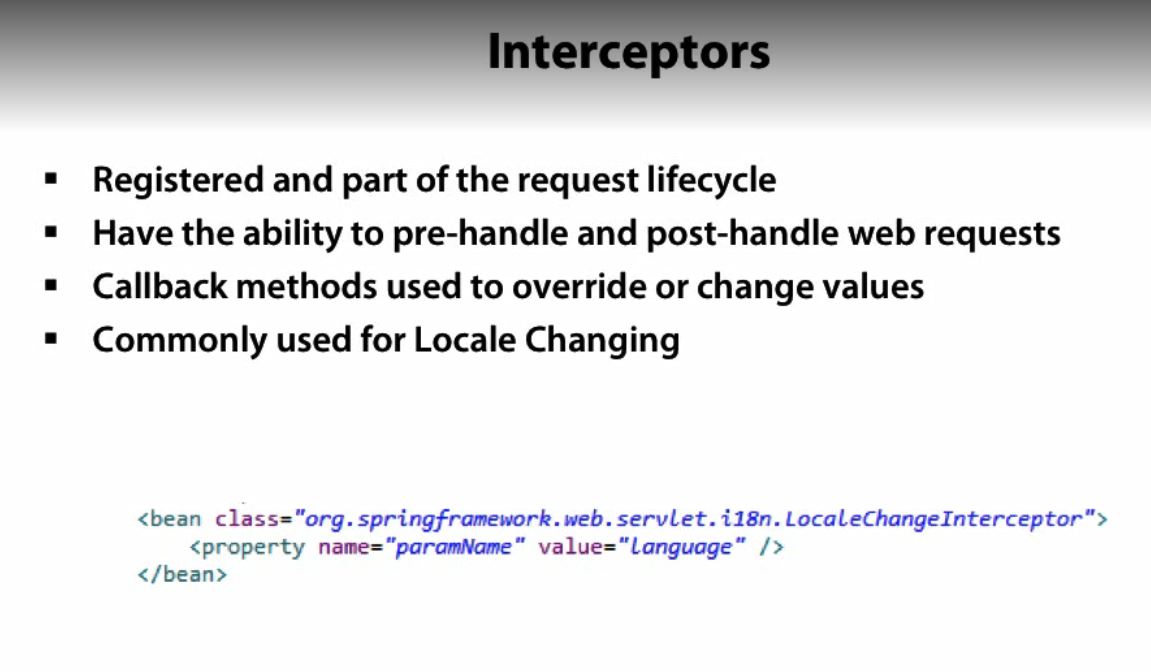 Interceptors
▪ Registered and part of the request lifecycle
▪ Have the ability to pre-handle and post-handle web requests
▪ Callback methods used to override or change values
▪ Commonly used for Locale Changing
<bean class="org.springframework.web.servlet.i18n.LocaleChangeInterceptor">
<property name="paramName" value="language" />
</bean>